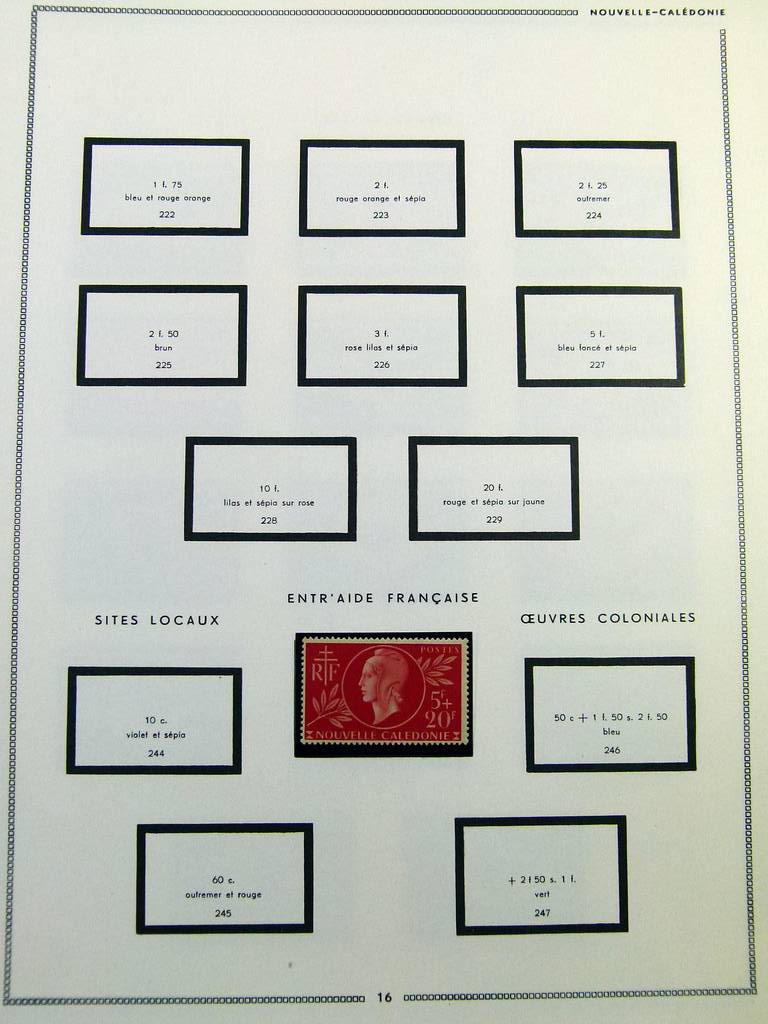 NOUVELLE-CALÉDONIE
1 f. 75
bleu et rouge orange
222
2 f.
rouge orange et sépia
223
2 f. 25
outremer
224
2 f. 50
brun
225
3 f.
rose lilas et sépia
226
5 f.
bleu foncé et sépia
227
10 f.
lilas et sépia sur rose
228
20 f.
rouge et sépia sur jaune
229
ENTR'AIDE FRANÇAISE
SITES LOCAUX
ŒUVRES COLONIALES
10 c.
violet et sépia
244
POSTES
RF
5F+
20F
NOUVELLE CALEDONIE
50 c + 1 f. 50 s. 2 f. 50
bleu
246
60 c.
outremer et rouge
245
+ 2 f 50 s. 1 f.
vert
247
16